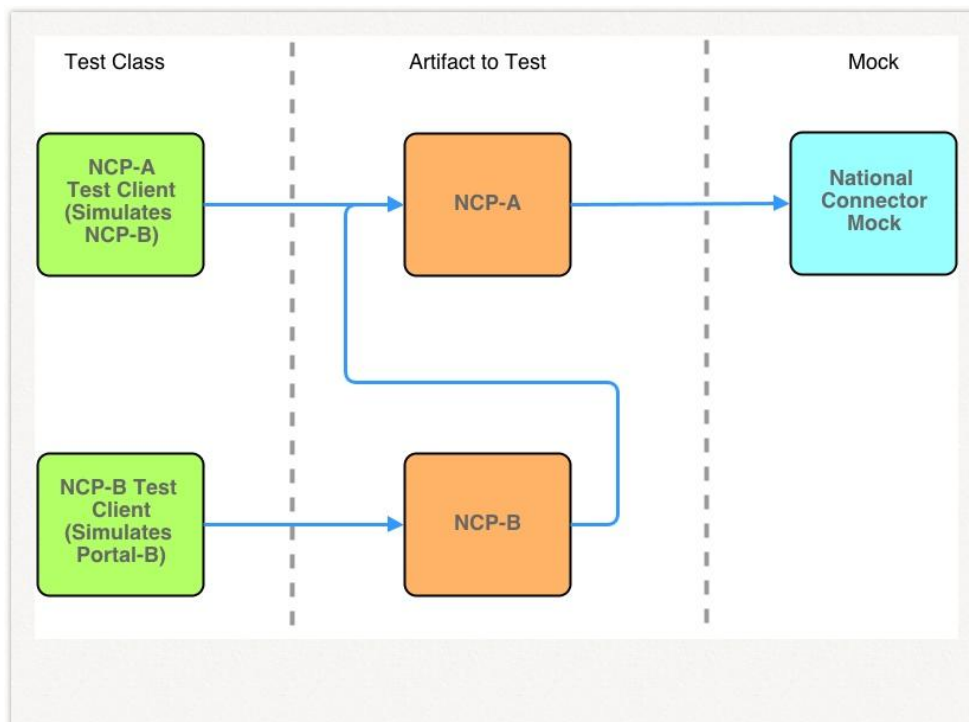 Test Class
Artifact to Test
Mock
NCP-A
Test Client
(Simulates
NCP-B)
NCP-A
National
Connector
Mock
NCP-B Test
Client
(Simulates
Portal-B)
NCP-B